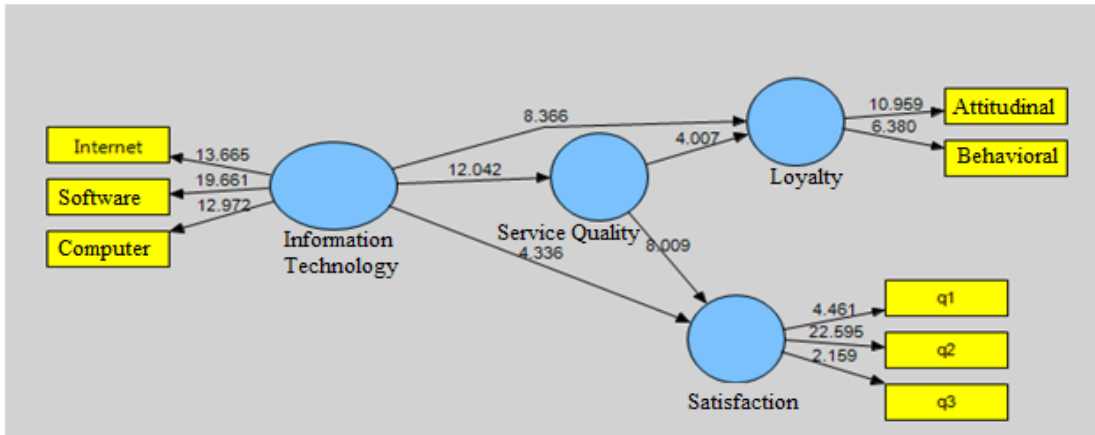 Internet
13.665
Software
19.661
Computer
12.972
Information
Technology
8.366
12.042
4.336
Service Quality
4.007
8.009
Loyalty
10.959
Attitudinal
6.380
Behavioral
Satisfaction
4.461
q1
22.595
q2
2.159
q3